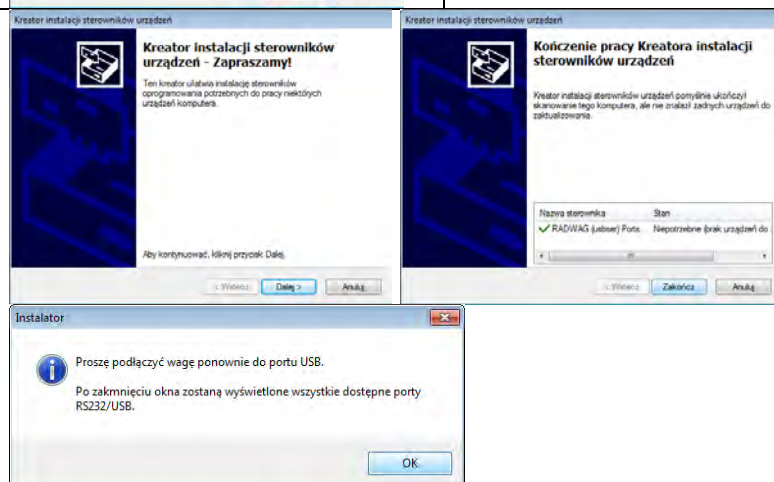 Kreator instalacji sterowników urządzeń
Kreator instalacji sterowników
urządzeń - Zapraszamy!
Ten kreator ułatwia instalację sterowników
oprogramowania potrzebnych do pracy niektórych
urządzeń komputera.
Aby kontynuować, kliknij przycisk Dalej.
< Wstecz
Dalej >
Anuluj
Kreator instalacji sterowników urządzeń
Kończenie pracy Kreatora instalacji
sterowników urządzeń
Kreator instalacji sterowników urządzeń pomyślnie ukończył
skanowanie tego komputera, ale nie znalazł żadnych urządzeń do
zaktualizowania.
Nazwa sterownika Stan
RADWAG (usbser) Ports Niepotrzebne (brak urządzeń do
< Wstecz
Zakończ
Anuluj
Instalator
Proszę podłączyć wagę ponownie do portu USB.
Po zakmnięciu okna zostaną wyświetlone wszystkie dostępne porty
RS232/USB.
OK